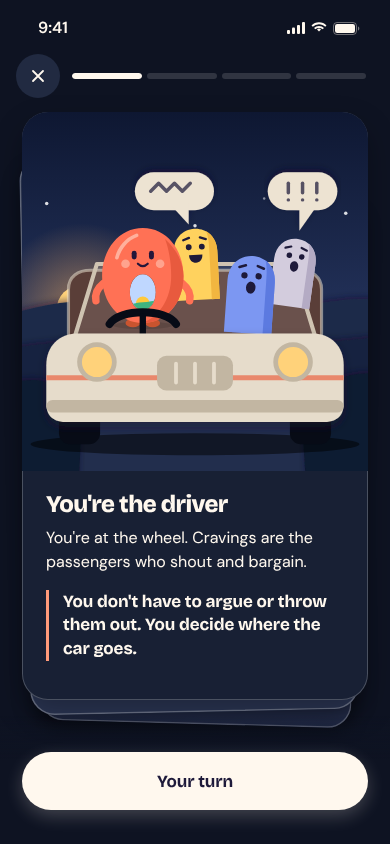 9:41
! ! !
You're the driver
You're at the wheel. Cravings are the
passengers who shout and bargain.
You don't have to argue or throw
them out. You decide where the
car goes.
Your turn